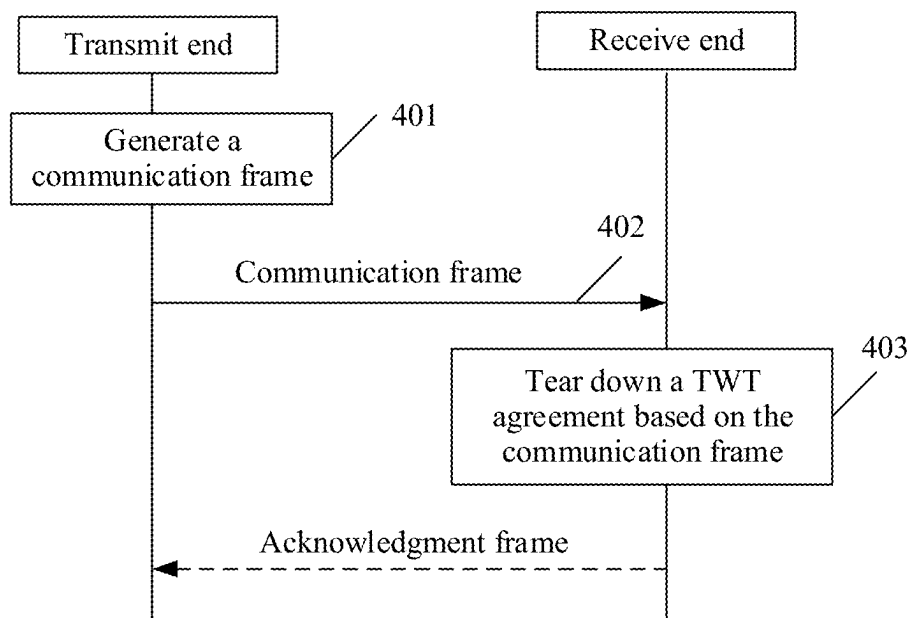 Transmit end
Receive end
Generate a
communication frame
401
402
Communication frame
403
Tear down a TWT
agreement based on the
communication frame
Acknowledgment frame